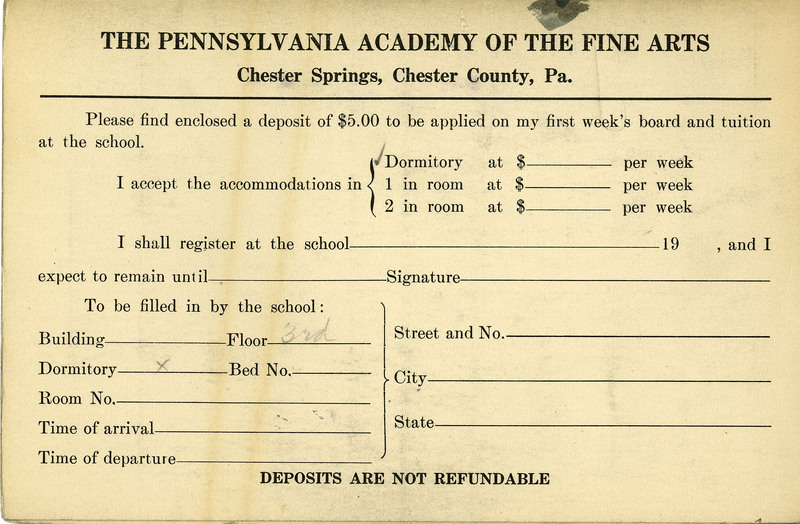 THE PENNSYLVANIA ACADEMY OF THE FINE ARTS
Chester Springs, Chester County, Pa.
Please find enclosed a deposit of $5.00 to be applied on my first week's board and tuition
at the school.
I accept the accommodations in { ✓ Dormitory at $ per week
1 in room at $ per week
2 in room at $ per week
I shall register at the school 19 , and I
expect to remain until Signature
To be filled in by the school:
Building Floor 3rd
Street and No.
Dormitory x Bed No.
City
Room No.
Time of arrival
State
Time of departure
DEPOSITS ARE NOT REFUNDABLE